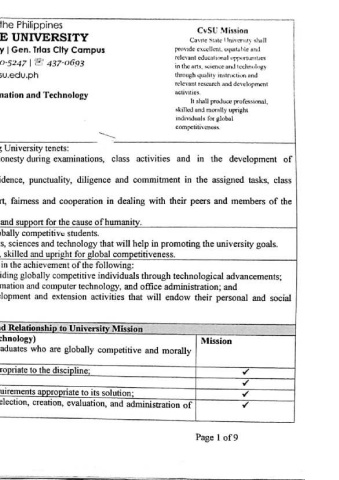 the Philippines
E UNIVERSITY
y | Gen. Trias City Campus
0-5247 | ☏ 437-0693
su.edu.ph
mation and Technology
CvSU Mission
Cavite State University shall
provide excellent, equitable and
relevant educational opportunities
in the arts, science and technology
through quality instruction and
relevant research and development
activities.
It shall produce professional,
skilled and morally upright
individuals for global
competitiveness.
g University tenets:
onesty during examinations, class activities and in the development of
idence, punctuality, diligence and commitment in the assigned tasks, class
rt, fairness and cooperation in dealing with their peers and members of the
and support for the cause of humanity.
bally competitive students.
s, sciences and technology that will help in promoting the university goals.
, skilled and upright for global competitiveness.
in the achievement of the following:
iding globally competitive individuals through technological advancements;
mation and computer technology, and office administration; and
lopment and extension activities that will endow their personal and social
nd Relationship to University Mission
chnology)
Mission
aduates who are globally competitive and morally
ropriate to the discipline;
✓
✓
uirements appropriate to its solution;
✓
election, creation, evaluation, and administration of
✓
Page 1 of 9